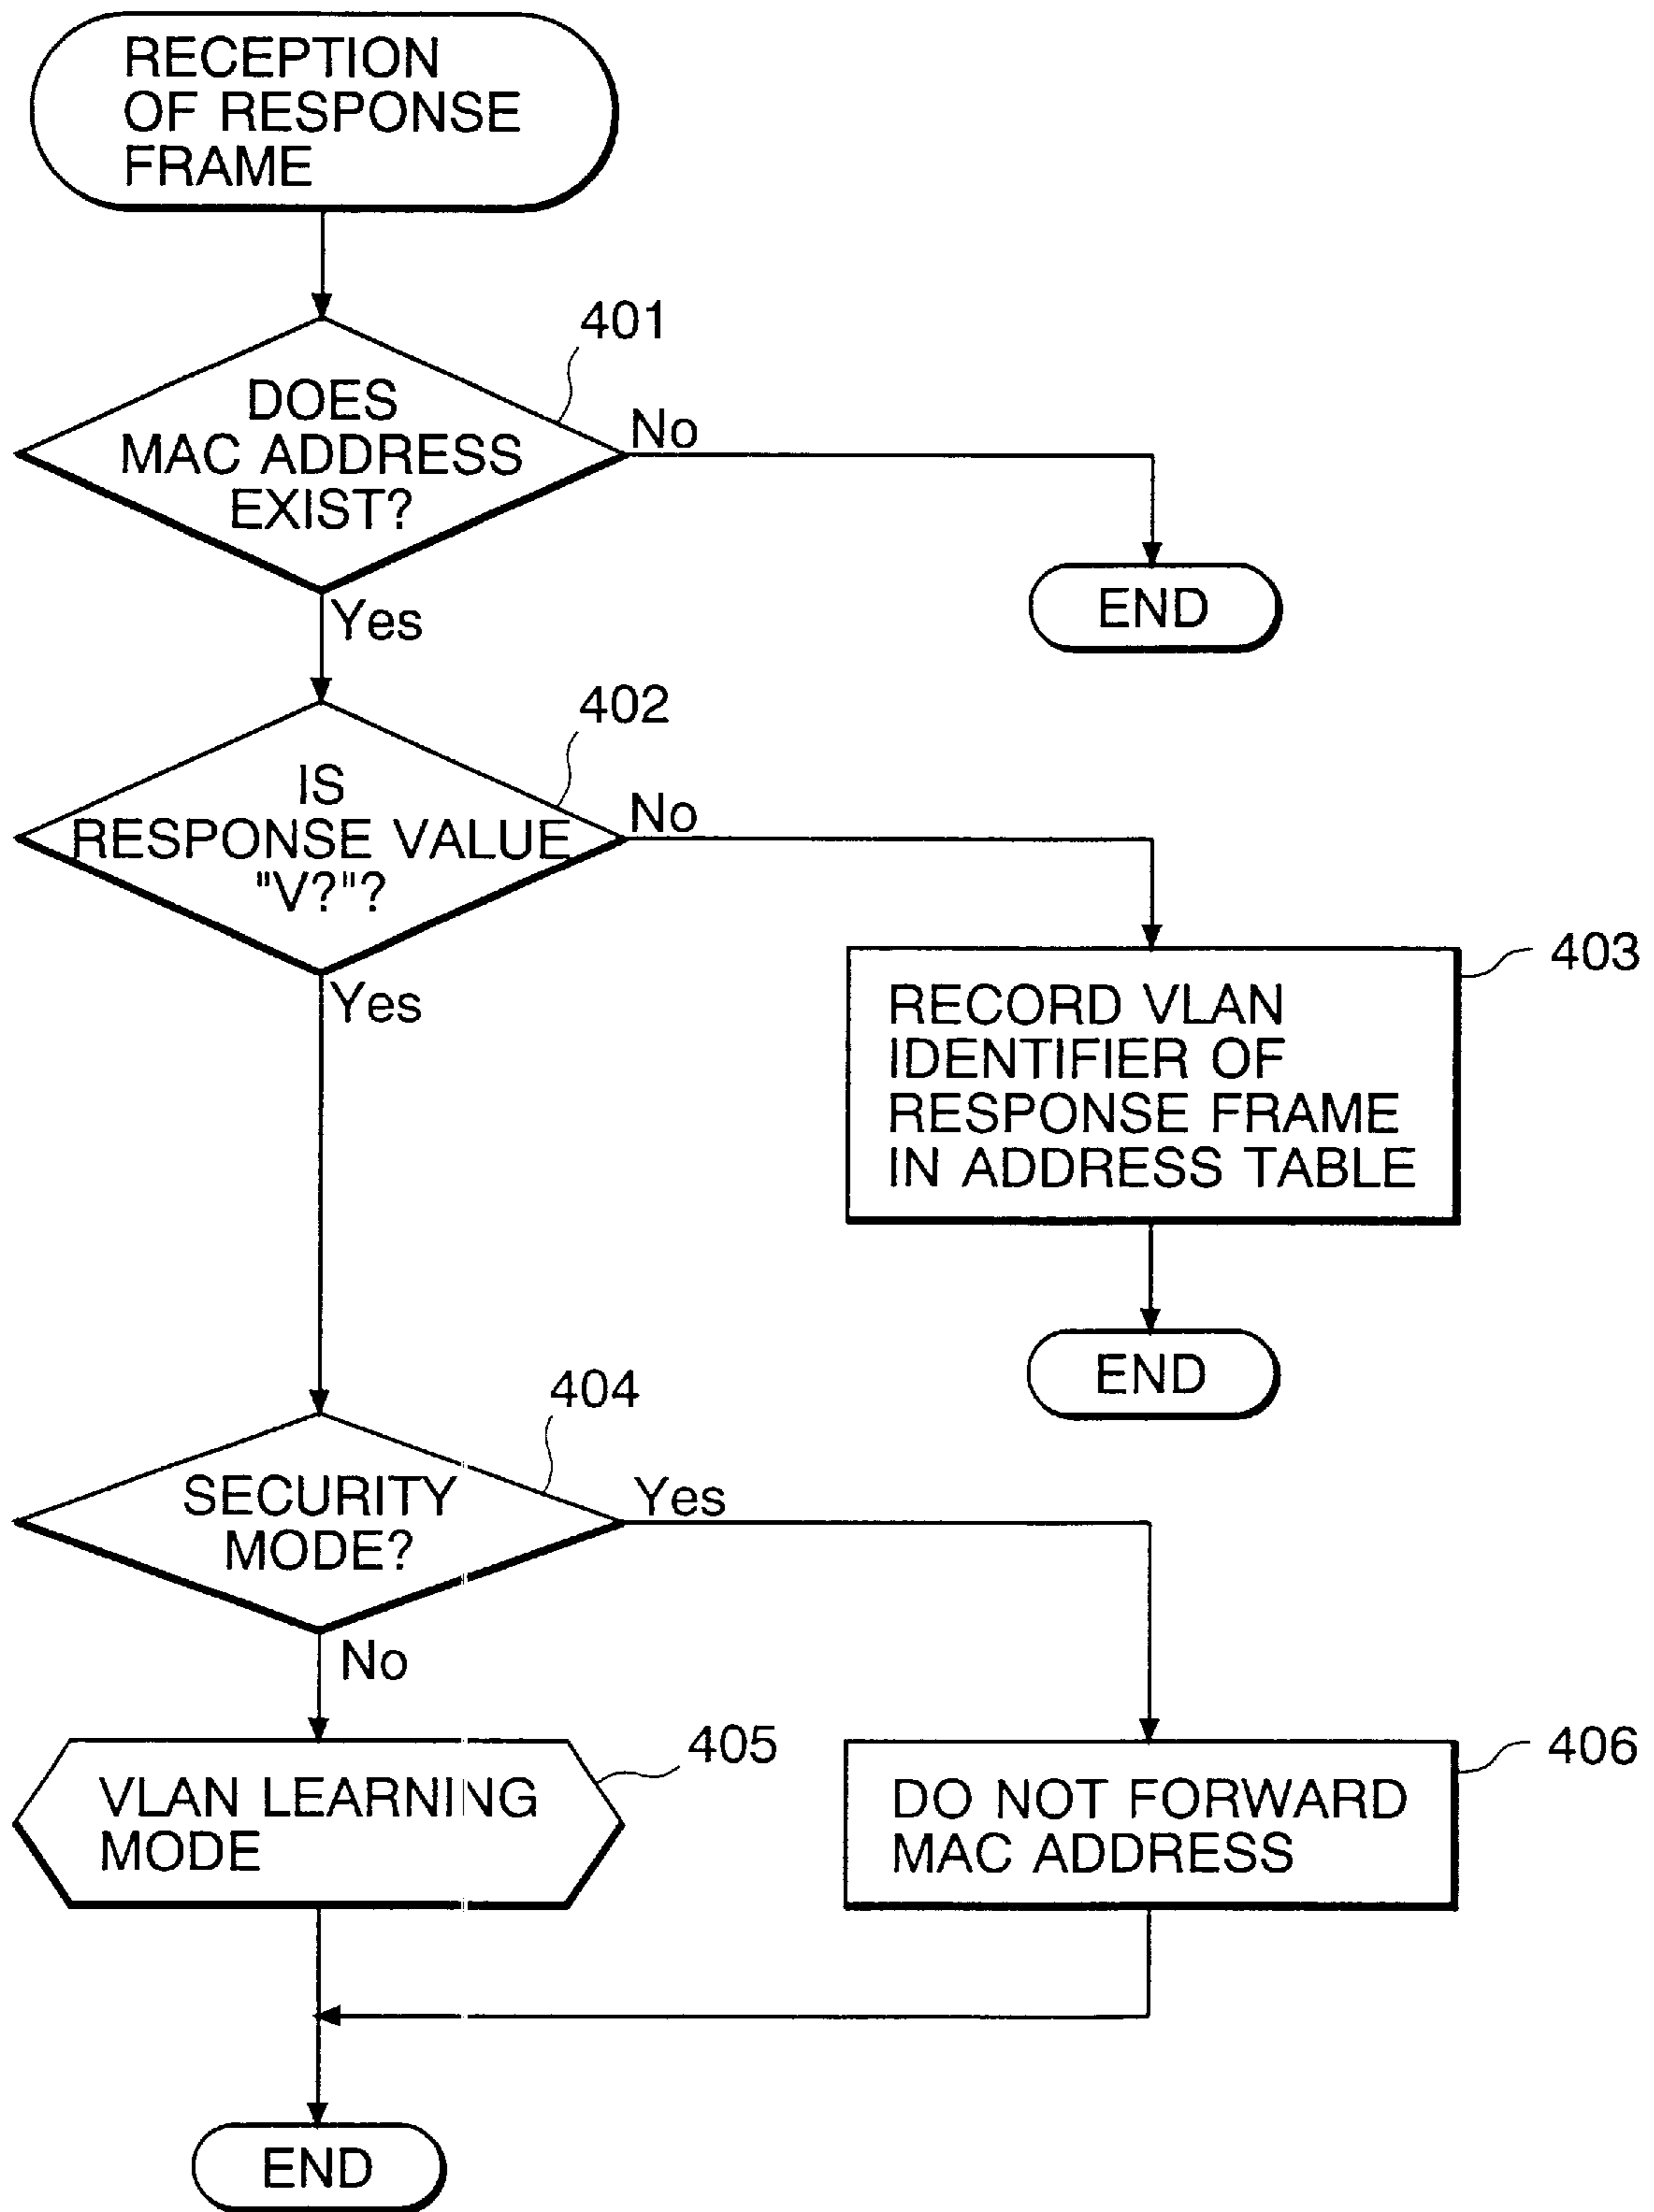 RECEPTION
OF RESPONSE
FRAME
401
DOES
MAC ADDRESS
EXIST?
No
END
Yes
402
IS
RESPONSE VALUE
"V?"?
No
Yes
403
RECORD VLAN
IDENTIFIER OF
RESPONSE FRAME
IN ADDRESS TABLE
END
404
SECURITY
MODE?
Yes
No
405
VLAN LEARNING
MODE
406
DO NOT FORWARD
MAC ADDRESS
END